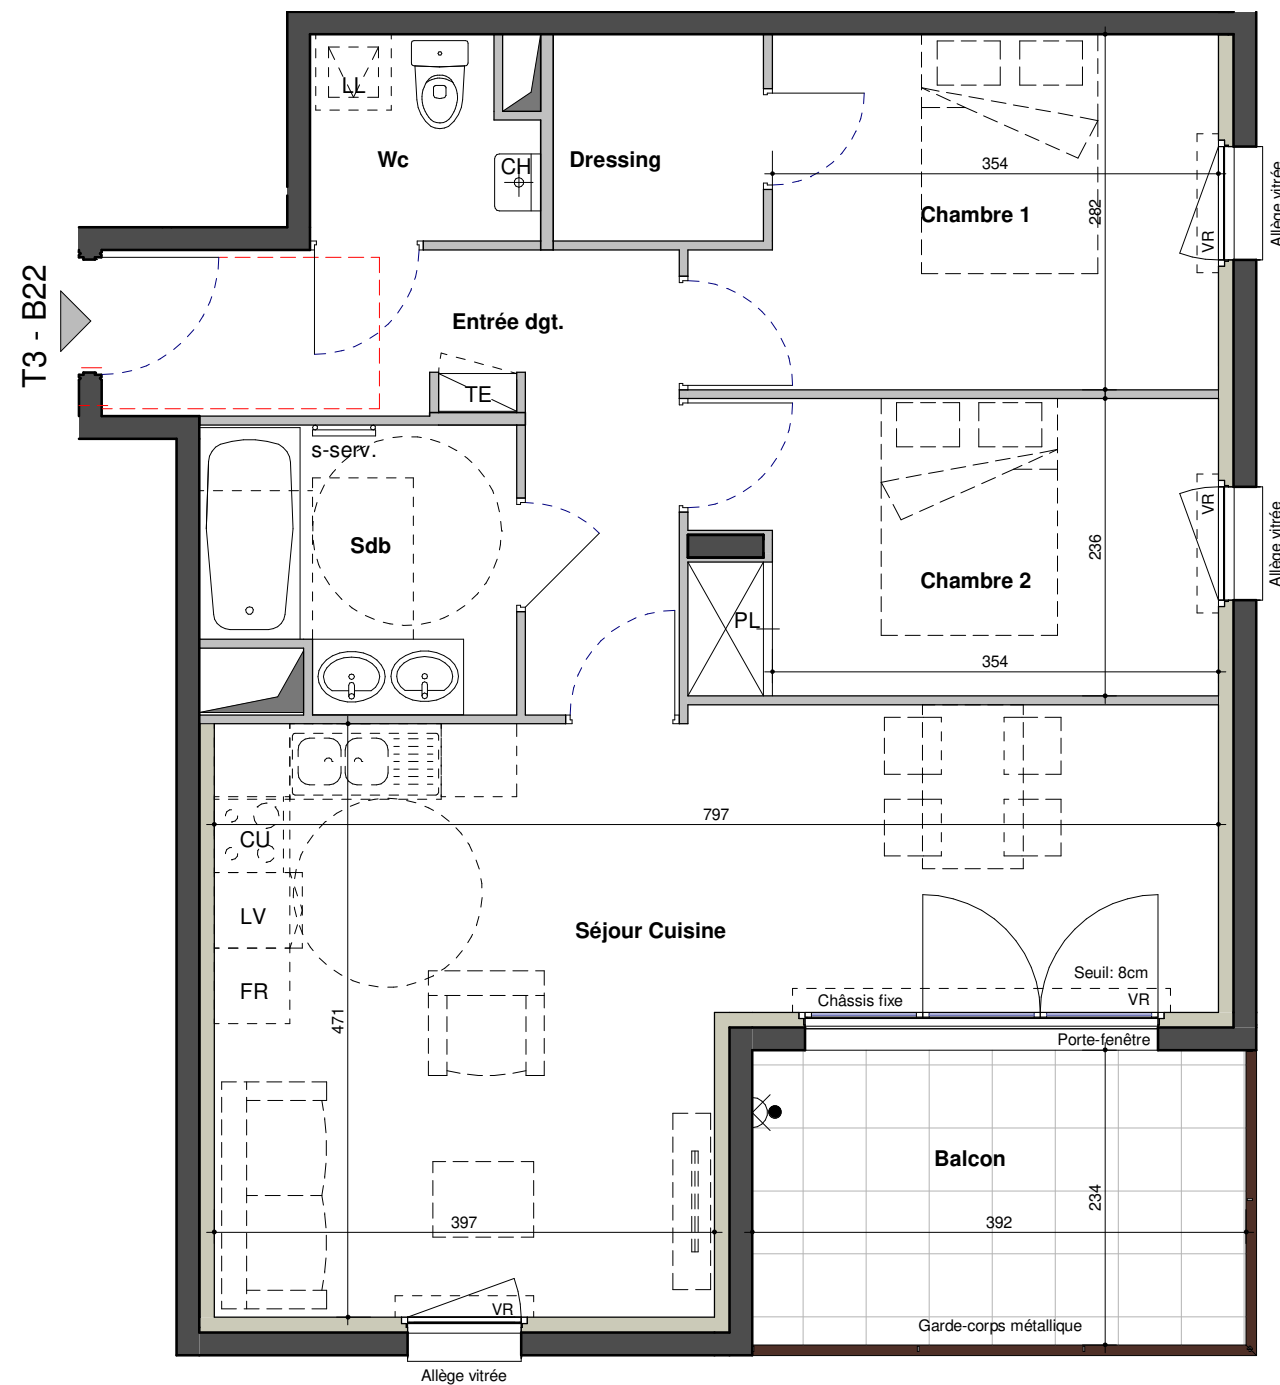 LL
Wc
CH
Dressing
354
Chambre 1
282
VR
Allège vitrée
T3 - B22
Entrée dgt.
TE
s-serv.
Sdb
236
VR
Allège vitrée
Chambre 2
PL
354
797
CU
LV
Séjour Cuisine
FR
471
Seuil: 8cm
Châssis fixe
VR
Porte-fenêtre
Balcon
234
397
392
VR
Garde-corps métallique
Allège vitrée